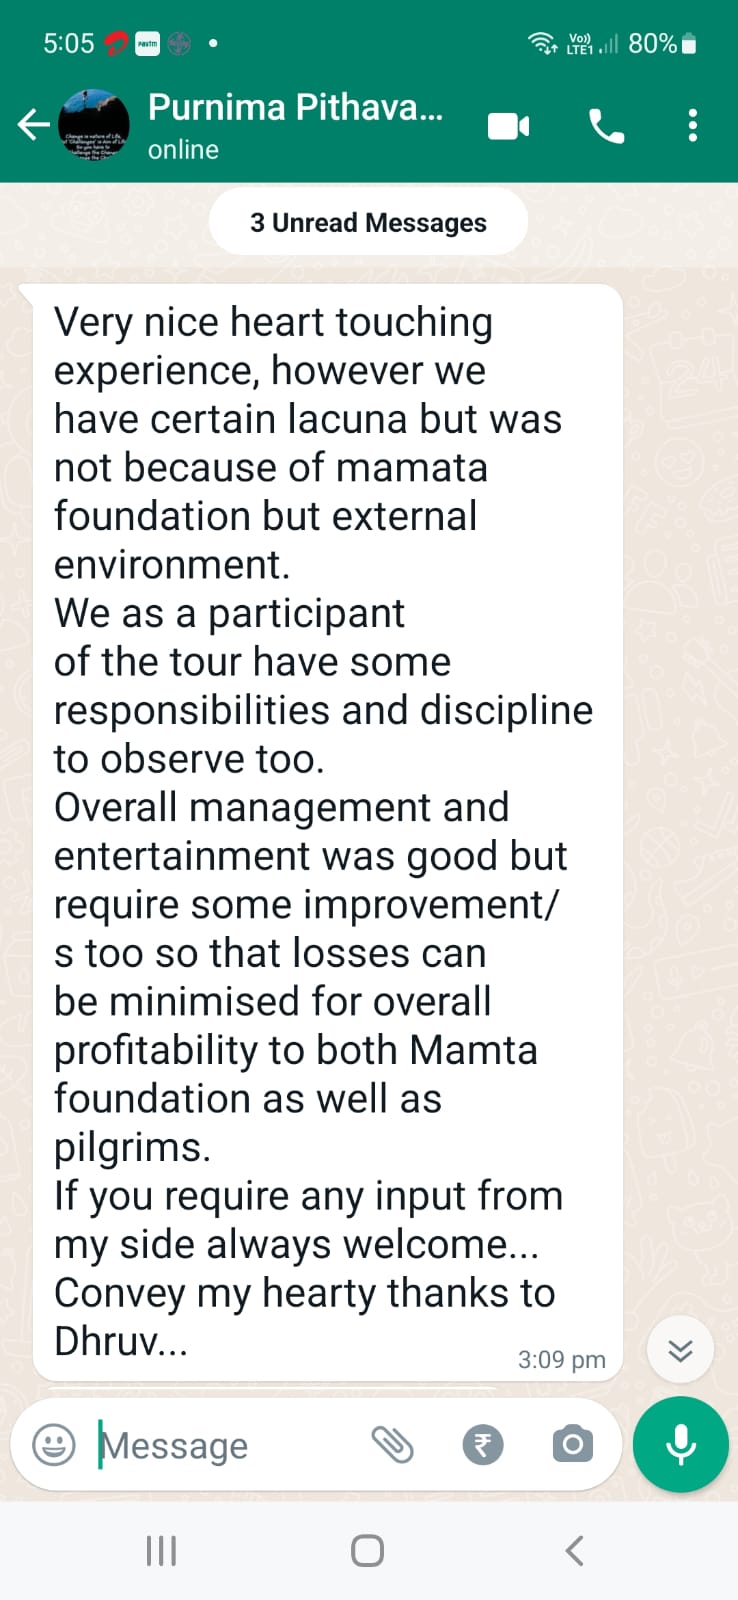 5:05
paytm
Vo))
LTE1
80%
Purnima Pithava...
online
3 Unread Messages
Very nice heart touching
experience, however we
have certain lacuna but was
not because of mamata
foundation but external
environment.
We as a participant
of the tour have some
responsibilities and discipline
to observe too.
Overall management and
entertainment was good but
require some improvement/
s too so that losses can
be minimised for overall
profitability to both Mamta
foundation as well as
pilgrims.
If you require any input from
my side always welcome...
Convey my hearty thanks to
Dhruv...
3:09 pm
Message
₹